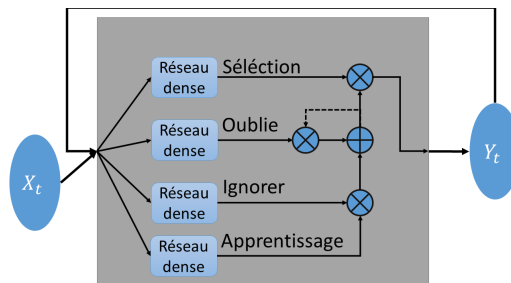 Réseau
dense
Séléction
Réseau
dense
Oublie
X_t
Y_t
Réseau
dense
Ignorer
Réseau
dense
Apprentissage